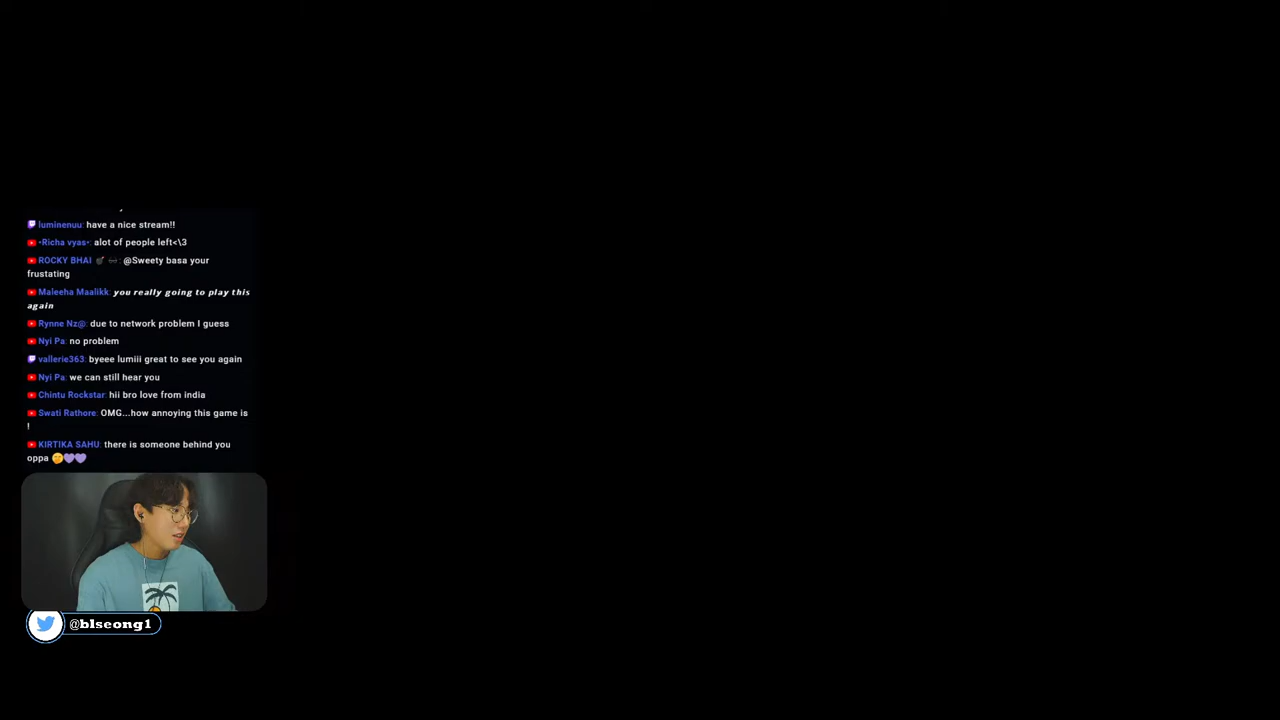 luminenuu: have a nice stream!!
•Richa vyas•: alot of people left<\3
ROCKY BHAI 💣 🕶: @Sweety basa your
frustating
Maleeha Maalikk: you really going to play this
again
Rynne Nz@: due to network problem I guess
Nyi Pa: no problem
vallerie363: byeee lumiii great to see you again
Nyi Pa: we can still hear you
Chintu Rockstar: hii bro love from india
Swati Rathore: OMG...how annoying this game is
!
KIRTIKA SAHU: there is someone behind you
oppa 🤭💜💜
@blseong1